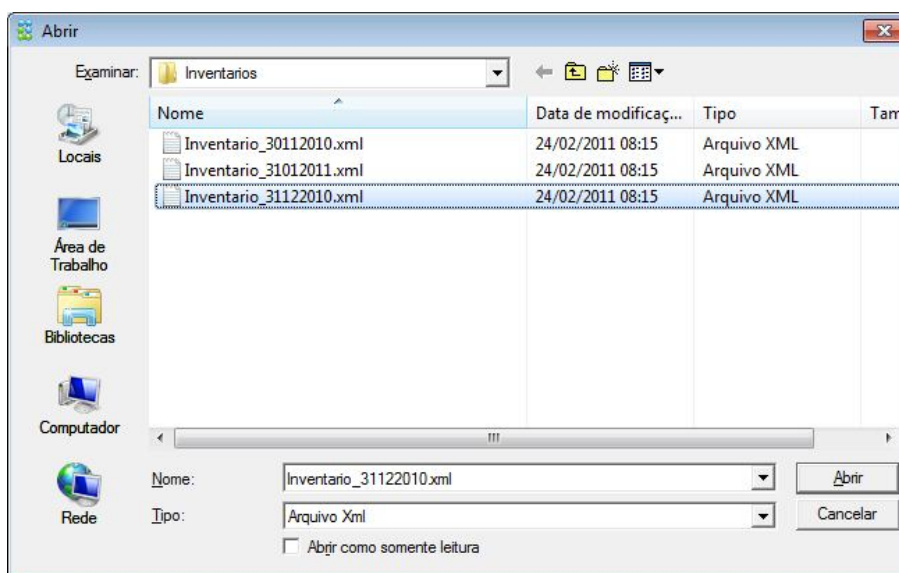 Abrir
Examinar: Inventarios
Nome Data de modificaç... Tipo Tam
Inventario_30112010.xml 24/02/2011 08:15 Arquivo XML
Inventario_31012011.xml 24/02/2011 08:15 Arquivo XML
Inventario_31122010.xml 24/02/2011 08:15 Arquivo XML
Locais
Área de
Trabalho
Bibliotecas
Computador
Rede
Nome: Inventario_31122010.xml Abrir
Tipo: Arquivo Xml Cancelar
Abrir como somente leitura